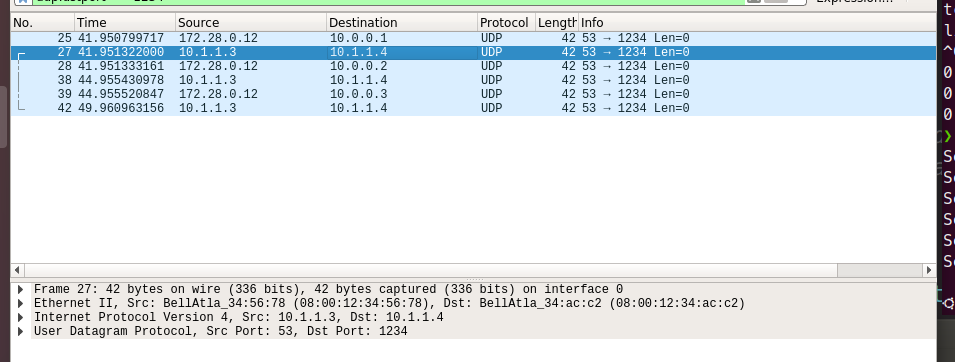 Expression...
No. Time Source Destination Protocol Length Info
25 41.950799717 172.28.0.12 10.0.0.1 UDP 42 53 → 1234 Len=0
27 41.951322000 10.1.1.3 10.1.1.4 UDP 42 53 → 1234 Len=0
28 41.951333161 172.28.0.12 10.0.0.2 UDP 42 53 → 1234 Len=0
38 44.955430978 10.1.1.3 10.1.1.4 UDP 42 53 → 1234 Len=0
39 44.955520847 172.28.0.12 10.0.0.3 UDP 42 53 → 1234 Len=0
42 49.960963156 10.1.1.3 10.1.1.4 UDP 42 53 → 1234 Len=0
Frame 27: 42 bytes on wire (336 bits), 42 bytes captured (336 bits) on interface 0
Ethernet II, Src: BellAtla_34:56:78 (08:00:12:34:56:78), Dst: BellAtla_34:ac:c2 (08:00:12:34:ac:c2)
Internet Protocol Version 4, Src: 10.1.1.3, Dst: 10.1.1.4
User Datagram Protocol, Src Port: 53, Dst Port: 1234